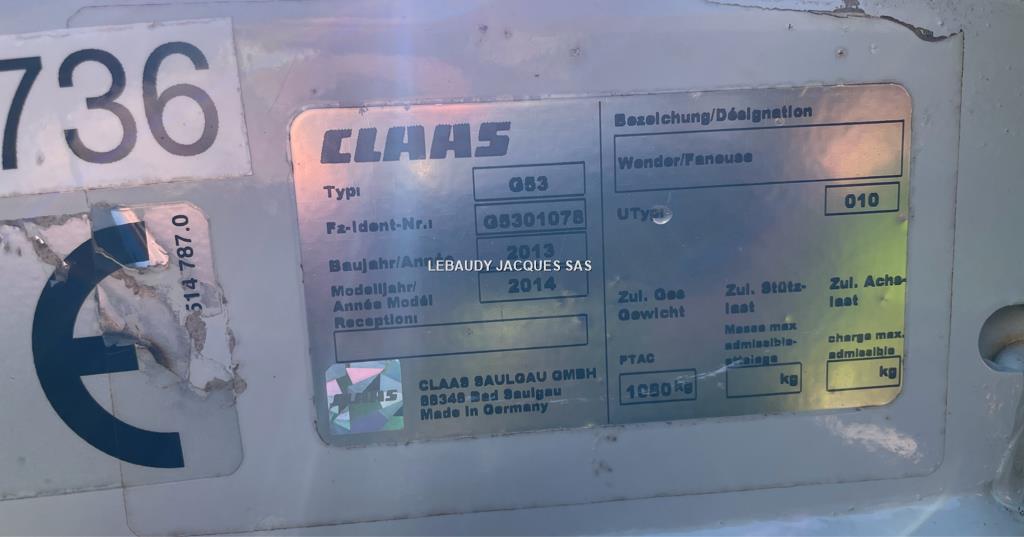 736
514 787.0
CLAAS
Typ:
G53
Fz-Ident-Nr.:
G5301078
Baujahr/Année
2013
Modelljahr/
Année Modèl
2014
Reception:
CLAAS
CLAAS SAULGAU GMBH
88348 Bad Saulgau
Made in Germany
Bezeichung/Désignation
Wender/Faneuse
UTyp:
010
Zul. Ges
Gewicht
Zul. Stütz-
last
Zul. Achs-
last
Masse max
admissible-
attelage
charge max.
admissible
PTAC
1080 kg
kg
kg
LEBAUDY JACQUES SAS